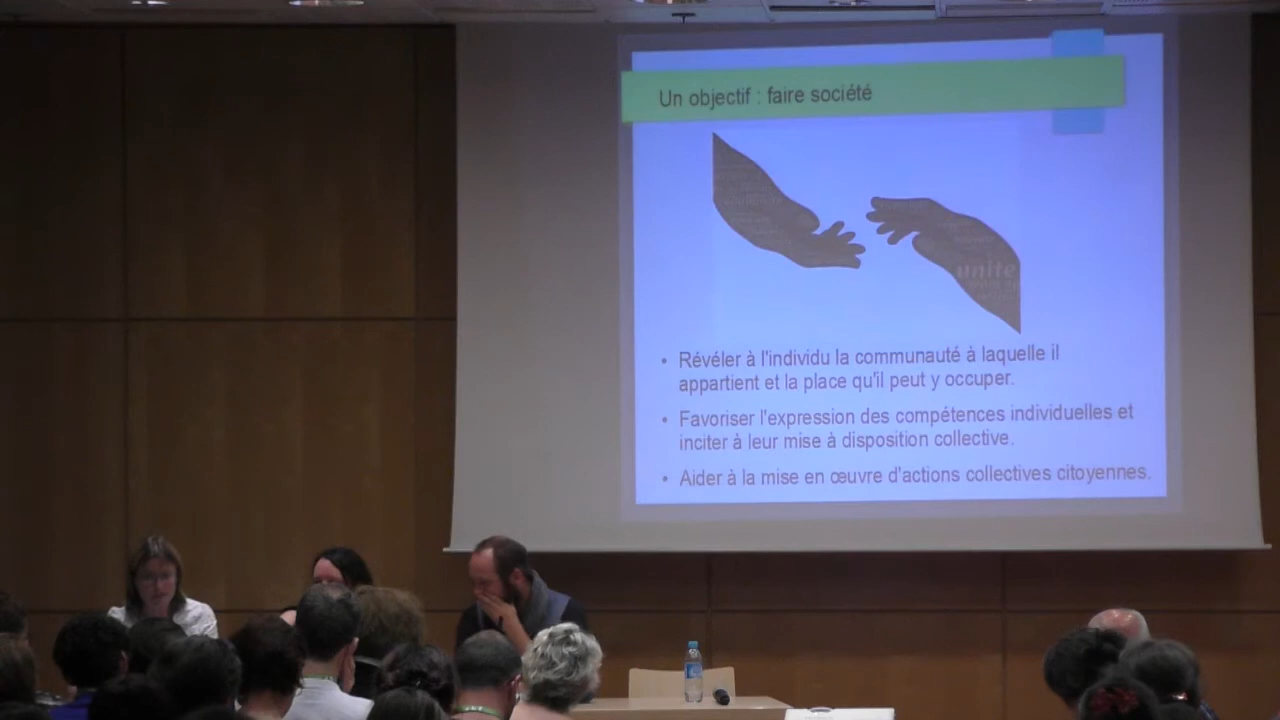 Un objectif : faire société
unite
• Révéler à l'individu la communauté à laquelle il
appartient et la place qu'il peut y occuper.
• Favoriser l'expression des compétences individuelles et
inciter à leur mise à disposition collective.
• Aider à la mise en œuvre d'actions collectives citoyennes.